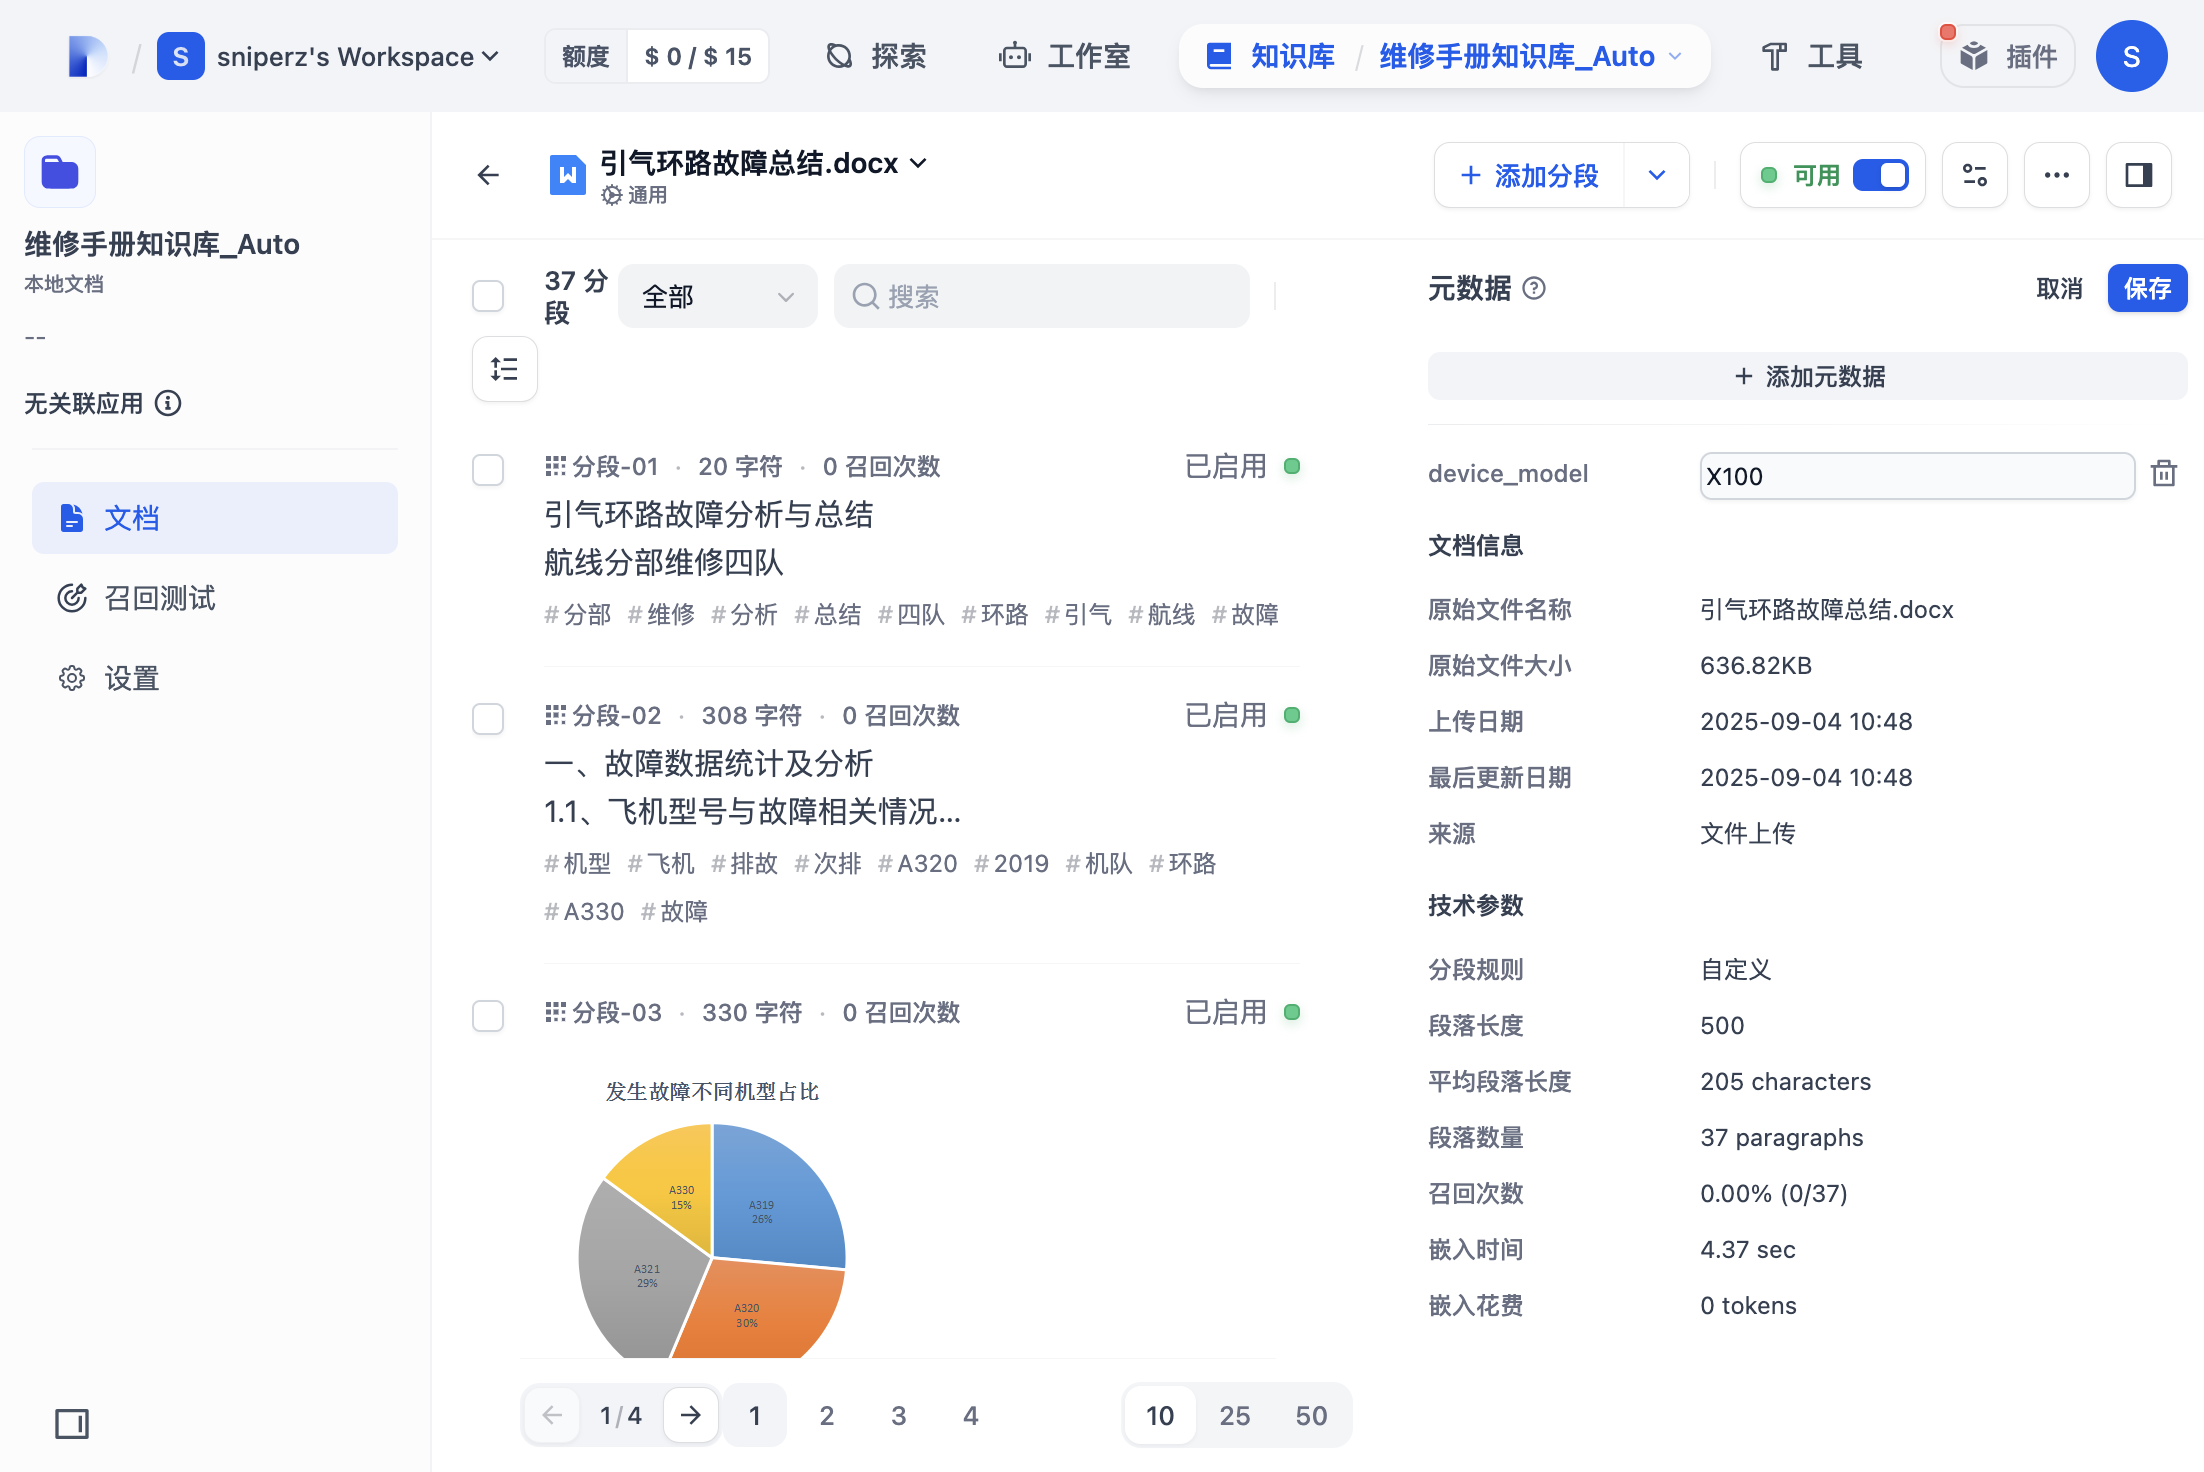 / S sniperz's Workspace
额度 $ 0 / $ 15
探索
工作室
知识库 / 维修手册知识库_Auto
工具
插件
S
维修手册知识库_Auto
本地文档
--
无关联应用
文档
召回测试
设置
引气环路故障总结.docx
通用
+ 添加分段
可用
37 分段
全部
搜索
分段-01 · 20 字符 · 0 召回次数
已启用
引气环路故障分析与总结
航线分部维修四队
# 分部 # 维修 # 分析 # 总结 # 四队 # 环路 # 引气 # 航线 # 故障
分段-02 · 308 字符 · 0 召回次数
已启用
一、故障数据统计及分析
1.1、飞机型号与故障相关情况...
# 机型 # 飞机 # 排故 # 次排 # A320 # 2019 # 机队 # 环路
# A330 # 故障
分段-03 · 330 字符 · 0 召回次数
已启用
发生故障不同机型占比
A330
15%
A319
26%
A321
29%
A320
30%
1/4
1
2
3
4
10
25
50
元数据
取消
保存
+ 添加元数据
device_model X100
文档信息
原始文件名称 引气环路故障总结.docx
原始文件大小 636.82KB
上传日期 2025-09-04 10:48
最后更新日期 2025-09-04 10:48
来源 文件上传
技术参数
分段规则 自定义
段落长度 500
平均段落长度 205 characters
段落数量 37 paragraphs
召回次数 0.00% (0/37)
嵌入时间 4.37 sec
嵌入花费 0 tokens